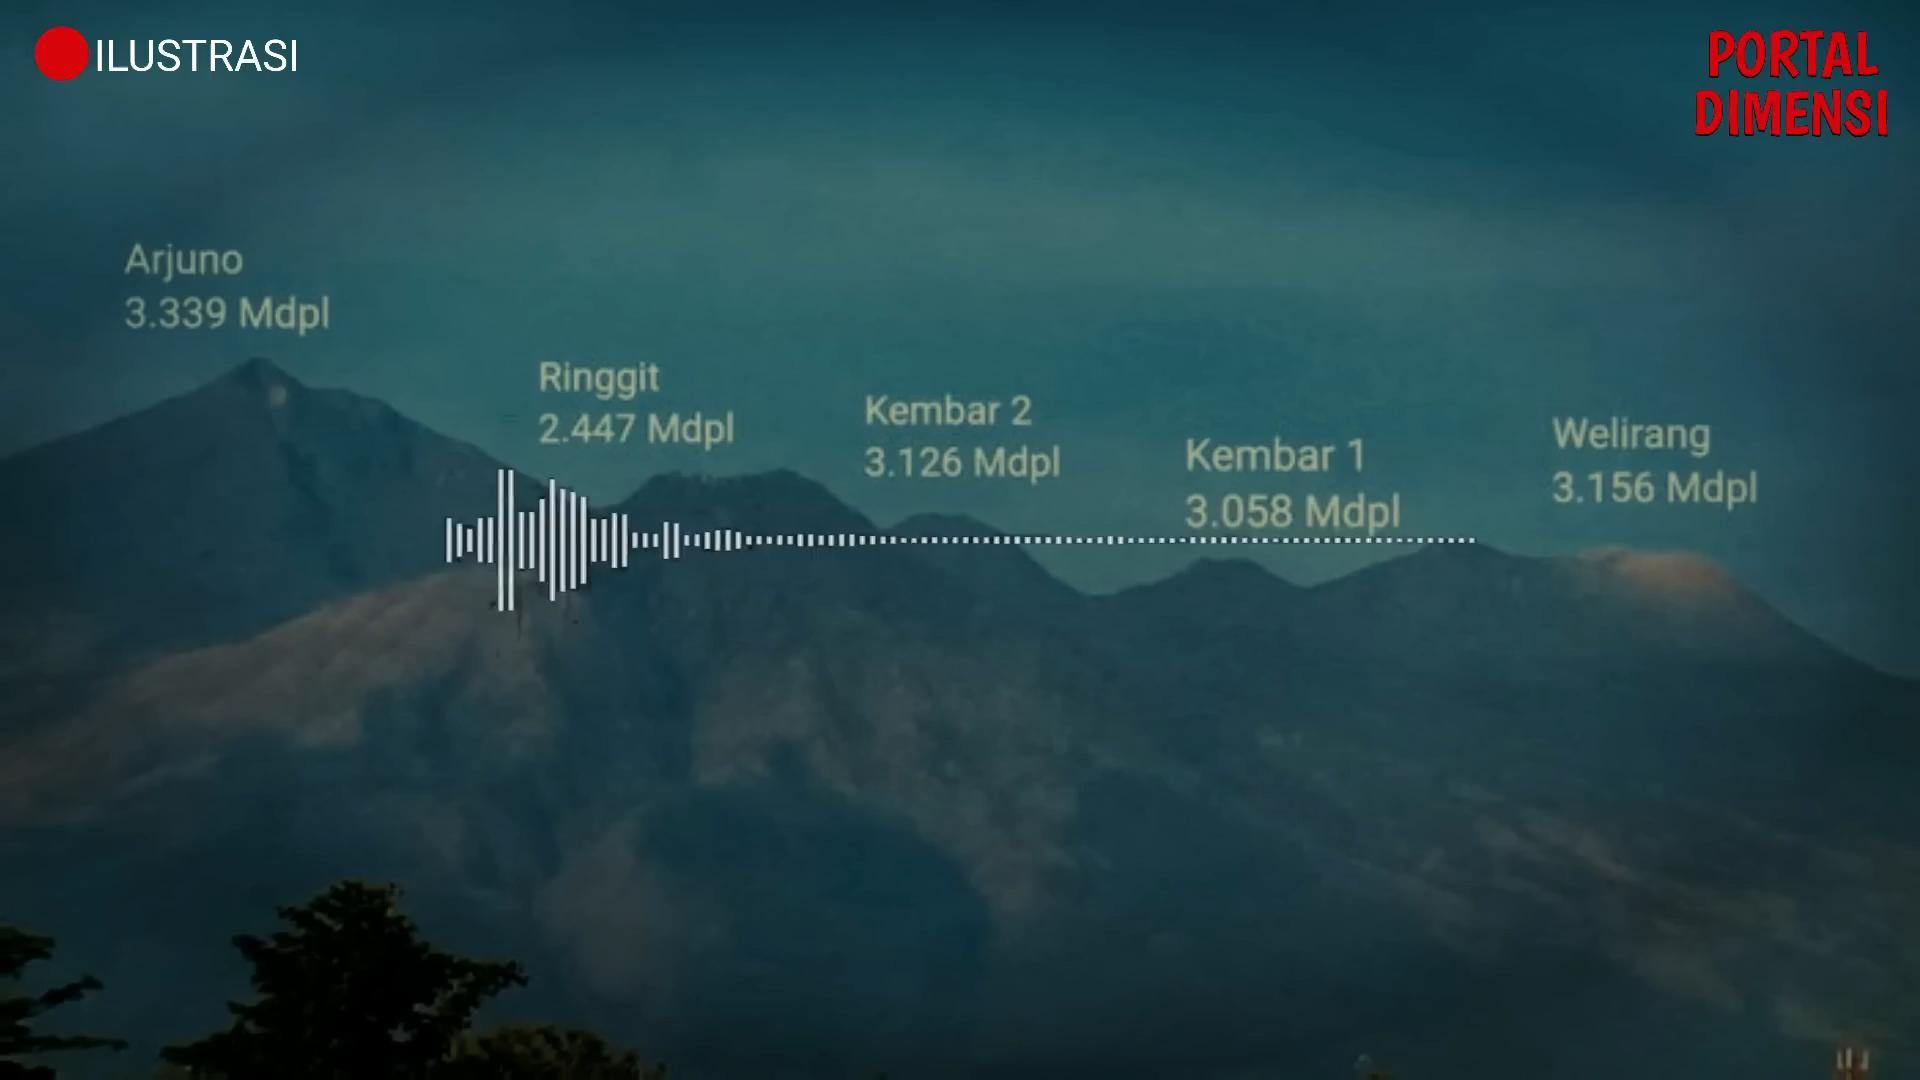 ILUSTRASI
PORTAL
DIMENSI
Arjuno
3.339 Mdpl
Ringgit
2.447 Mdpl
Kembar 2
3.126 Mdpl
Kembar 1
3.058 Mdpl
Welirang
3.156 Mdpl